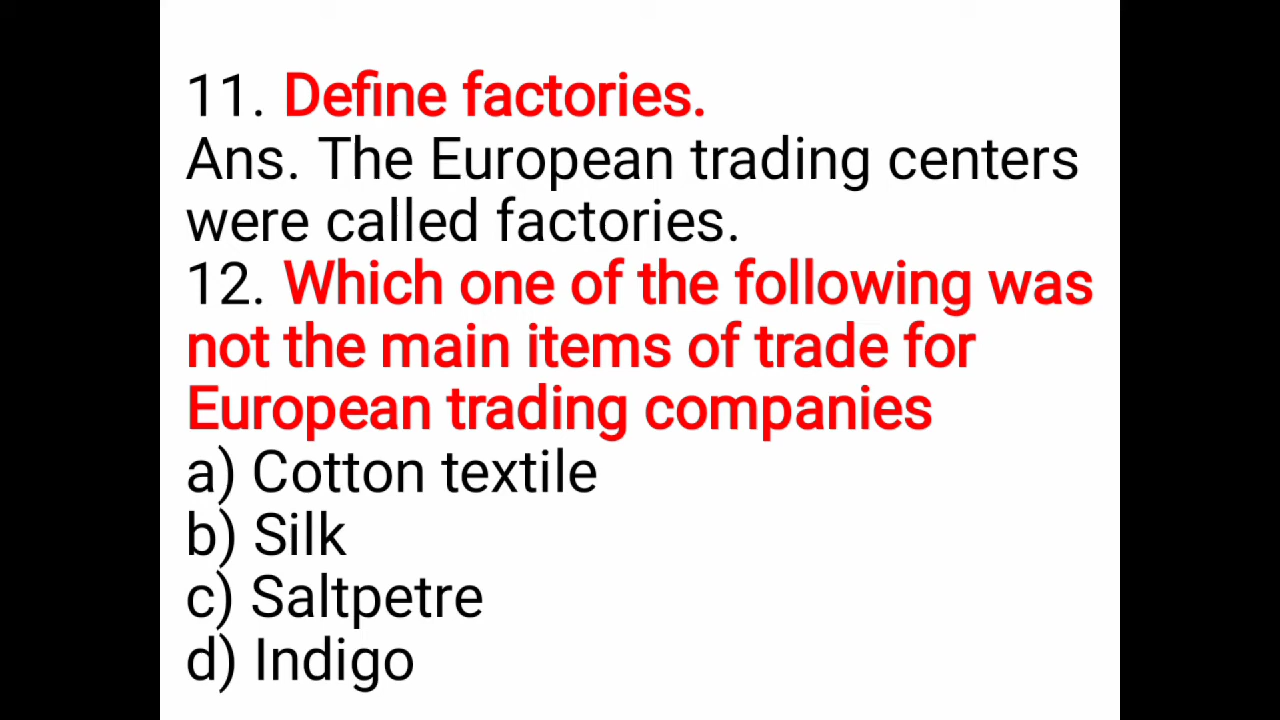 11. Define factories.
Ans. The European trading centers
were called factories.
12. Which one of the following was
not the main items of trade for
European trading companies
a) Cotton textile
b) Silk
c) Saltpetre
d) Indigo